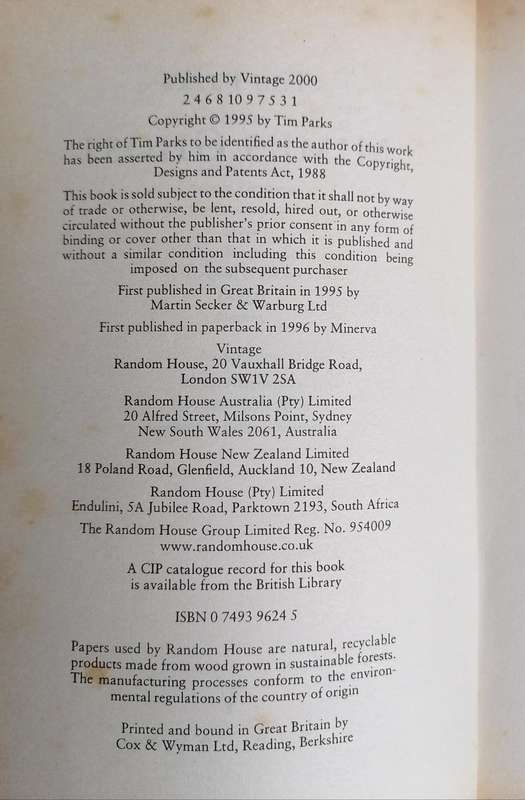 Published by Vintage 2000
2 4 6 8 10 9 7 5 3 1
Copyright © 1995 by Tim Parks
The right of Tim Parks to be identified as the author of this work
has been asserted by him in accordance with the Copyright,
Designs and Patents Act, 1988
This book is sold subject to the condition that it shall not by way
of trade or otherwise, be lent, resold, hired out, or otherwise
circulated without the publisher's prior consent in any form of
binding or cover other than that in which it is published and
without a similar condition including this condition being
imposed on the subsequent purchaser
First published in Great Britain in 1995 by
Martin Secker & Warburg Ltd
First published in paperback in 1996 by Minerva
Vintage
Random House, 20 Vauxhall Bridge Road,
London SW1V 2SA
Random House Australia (Pty) Limited
20 Alfred Street, Milsons Point, Sydney
New South Wales 2061, Australia
Random House New Zealand Limited
18 Poland Road, Glenfield, Auckland 10, New Zealand
Random House (Pty) Limited
Endulini, 5A Jubilee Road, Parktown 2193, South Africa
The Random House Group Limited Reg. No. 954009
www.randomhouse.co.uk
A CIP catalogue record for this book
is available from the British Library
ISBN 0 7493 9624 5
Papers used by Random House are natural, recyclable
products made from wood grown in sustainable forests.
The manufacturing processes conform to the environ-
mental regulations of the country of origin
Printed and bound in Great Britain by
Cox & Wyman Ltd, Reading, Berkshire